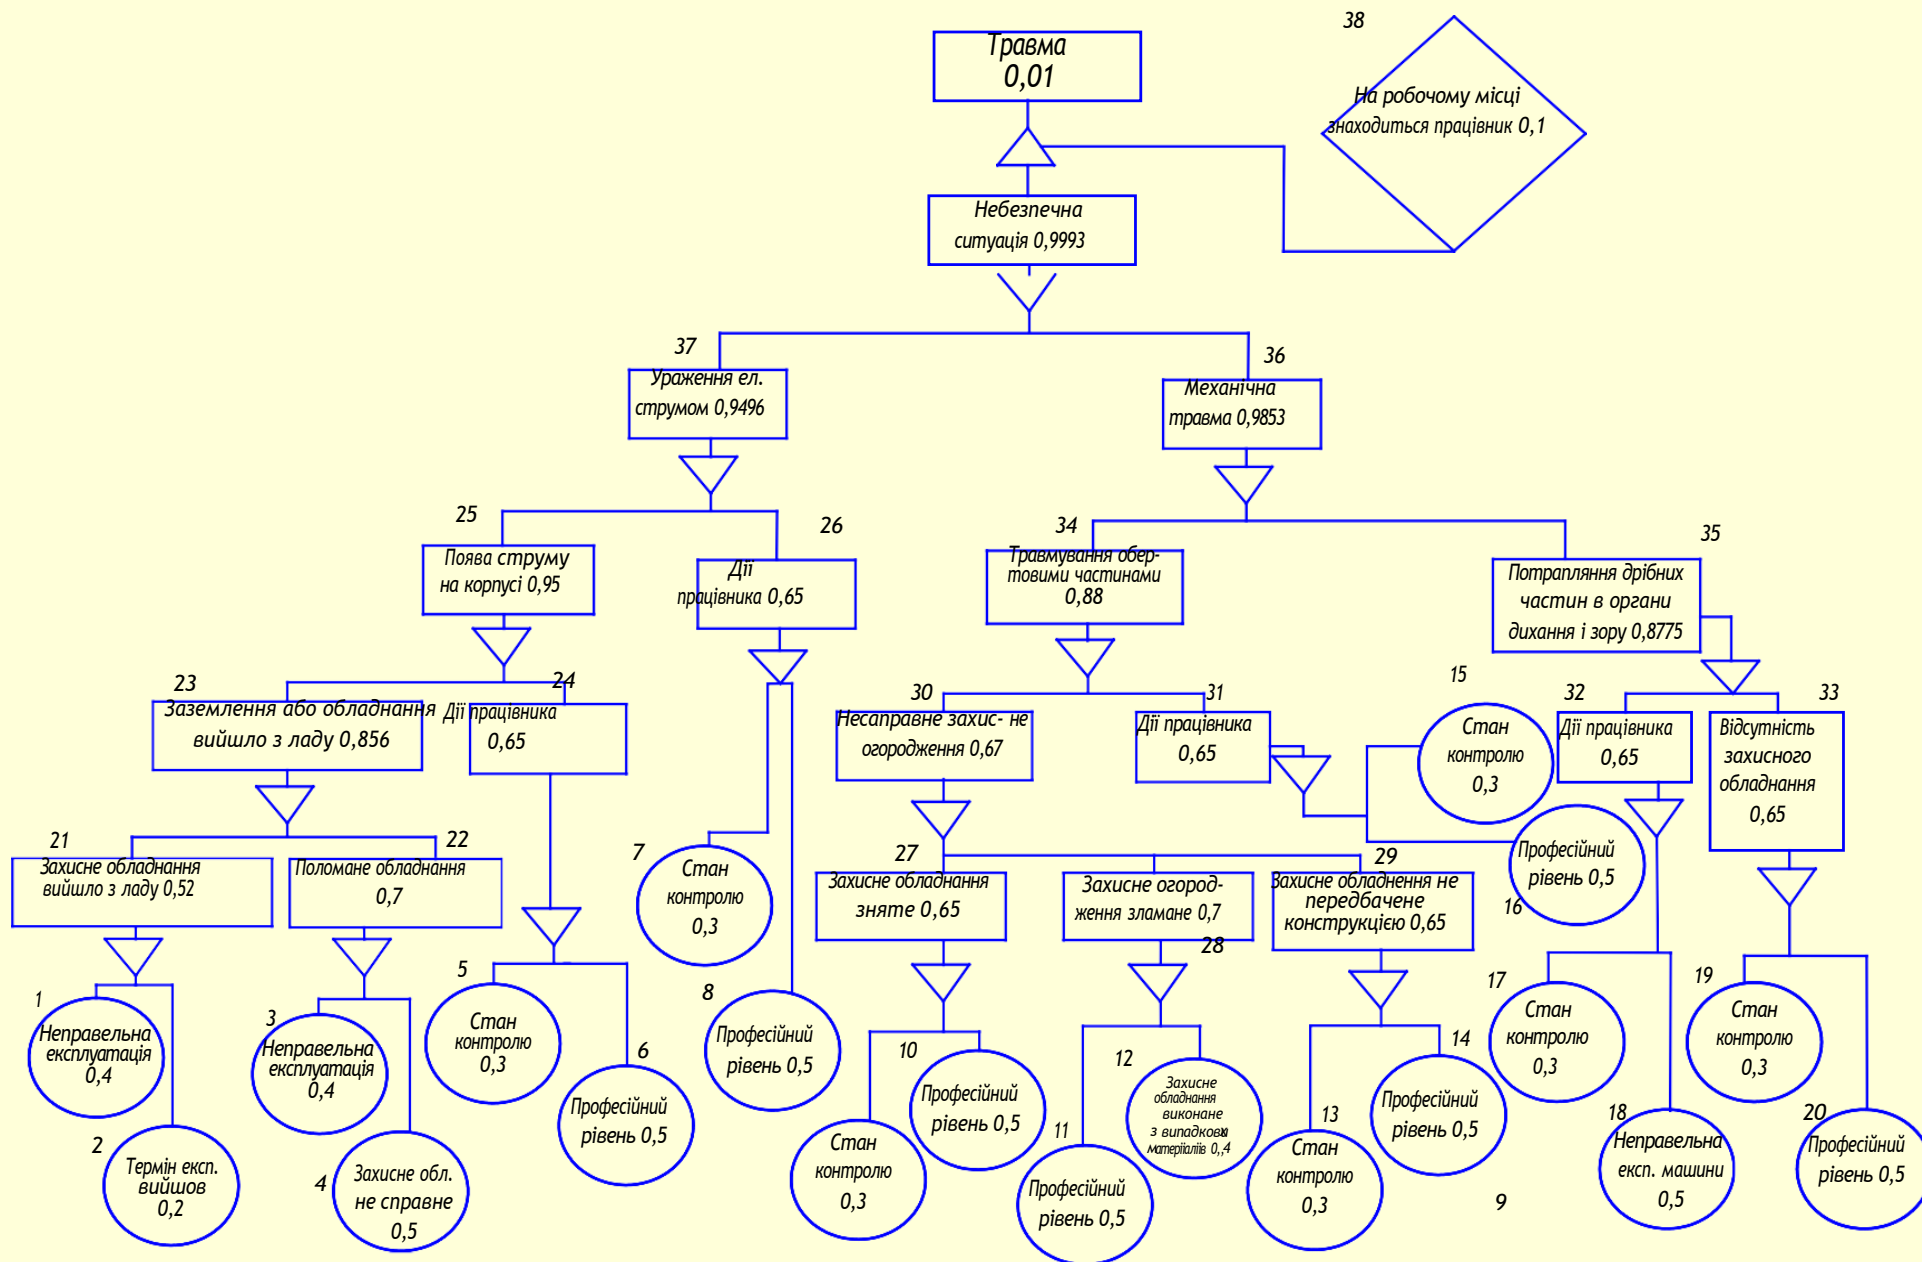 38
Травма
0,01
На робочому місці
знаходиться працівник 0,1
Небезпечна
ситуація 0,9993
37
Ураження ел.
струмом 0,9496
36
Механічна
травма 0,9853
25
Поява струму
на корпусі 0,95
26
Дії
працівника 0,65
34
Травмування обер-
товими частинами
0,88
35
Потрапляння дрібних
частин в органи
дихання і зору 0,8775
23
Заземлення або обладнання
вийшло з ладу 0,856
24
Дії працівника
0,65
30
Несаправне захис- не
огородження 0,67
31
Дії працівника
0,65
15
Стан
контролю
0,3
32
Дії працівника
0,65
33
Відсутність
захисного
обладнання
0,65
21
Захисне обладнання
вийшло з ладу 0,52
22
Поломане обладнання
0,7
7
Стан
контролю
0,3
27
Захисне обладнання
зняте 0,65
Захисне огород-
ження зламане 0,7
28
29
Захисне обладнення не
передбачене
конструкцією 0,65
Професійний
рівень 0,5
16
1
Неправельна
експлуатація
0,4
2
Термін експ.
вийшов
0,2
3
Неправельна
експлуатація
0,4
4
Захисне обл.
не справне
0,5
5
Стан
контролю
0,3
6
Професійний
рівень 0,5
8
Професійний
рівень 0,5
10
Професійний
рівень 0,5
Стан
контролю
0,3
11
Професійний
рівень 0,5
12
Захисне
обладнання
виконане
з випадкових
матеріалів 0,,4
13
Стан
контролю
0,3
14
Професійний
рівень 0,5
9
17
Стан
контролю
0,3
18
Неправельна
експ. машини
0,5
19
Стан
контролю
0,3
20
Професійний
рівень 0,5